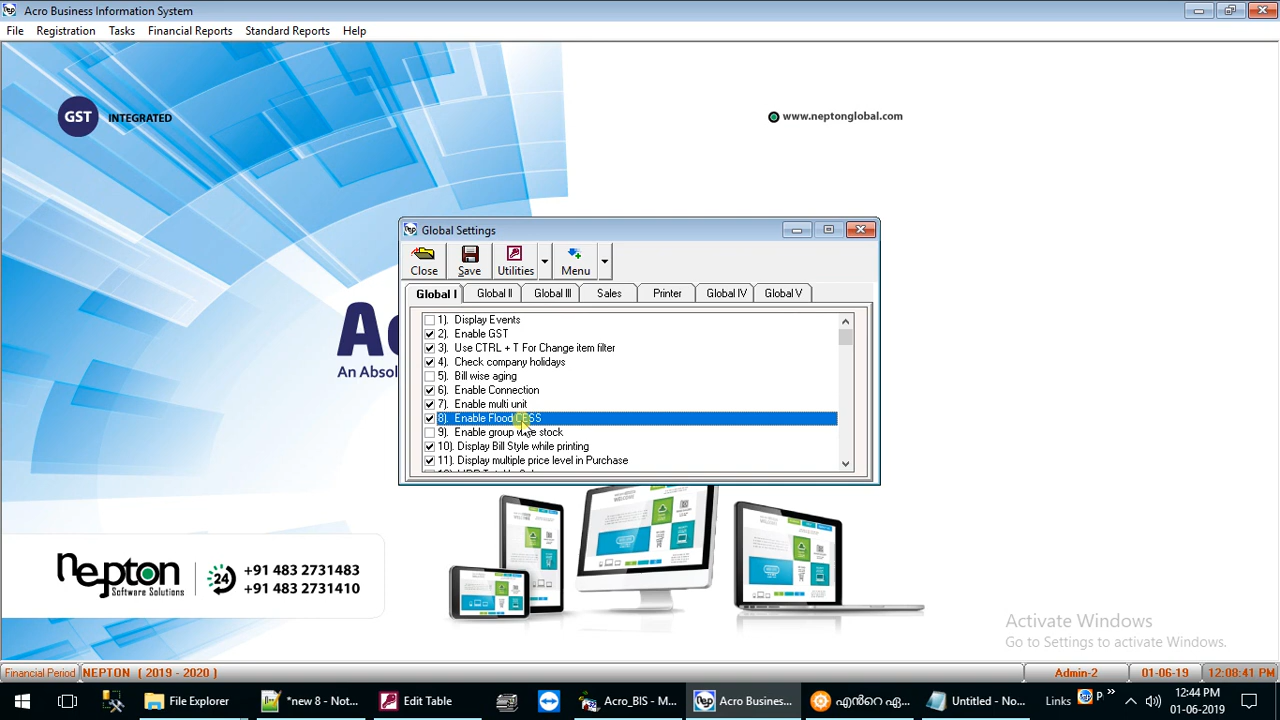 Acro Business Information System
File Registration Tasks Financial Reports Standard Reports Help
GST INTEGRATED
www.neptonglobal.com
Ac
An Absol
Global Settings
Close Save Utilities Menu
Global I Global II Global III Sales Printer Global IV Global V
1). Display Events
2). Enable GST
3). Use CTRL + T For Change item filter
4). Check company holidays
5). Bill wise aging
6). Enable Connection
7). Enable multi unit
8). Enable Flood CESS
9). Enable group wise stock
10). Display Bill Style while printing
11). Display multiple price level in Purchase
nepton
Software Solutions
24
+91 483 2731483
+91 483 2731410
Activate Windows
Go to Settings to activate Windows.
Financial Period NEPTON ( 2019 - 2020 ) Admin-2 01-06-19 12:08:41 PM
File Explorer *new 8 - Not... Edit Table Acro_BIS - M... Acro Busines... എൻറെ ഏ... Untitled - No... Links P 12:44 PM
01-06-2019